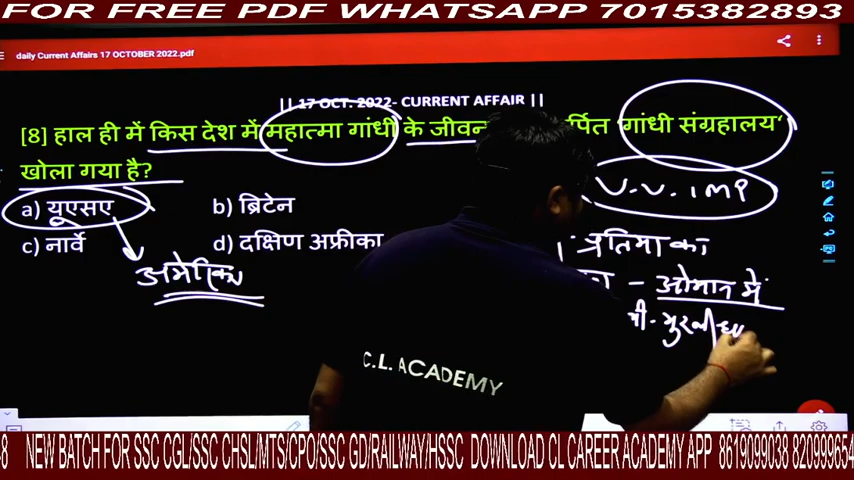 FREE PDF WHATSAPP 7015382893
daily Current Affairs 17 OCTOBER 2022.pdf
|| 17 OCT. 2022- CURRENT AFFAIR ||
[8] हाल ही में किस देश में महात्मा गांधी के जीवन र्पित 'गांधी संग्रहालय'
खोला गया है?
V.V. IMP
a) यूएसए b) ब्रिटेन
c) नार्वे d) दक्षिण अफ्रीका
प्रतिमा का
अमेरिका
- ओमान में
C.L. ACADEMY
8 NEW BATCH FOR SSC CGL/SSC CHSL/MTS/CPO/SSC GD/RAILWAY/HSSC DOWNLOAD CL CAREER ACADEMY APP 8619099038 820999654